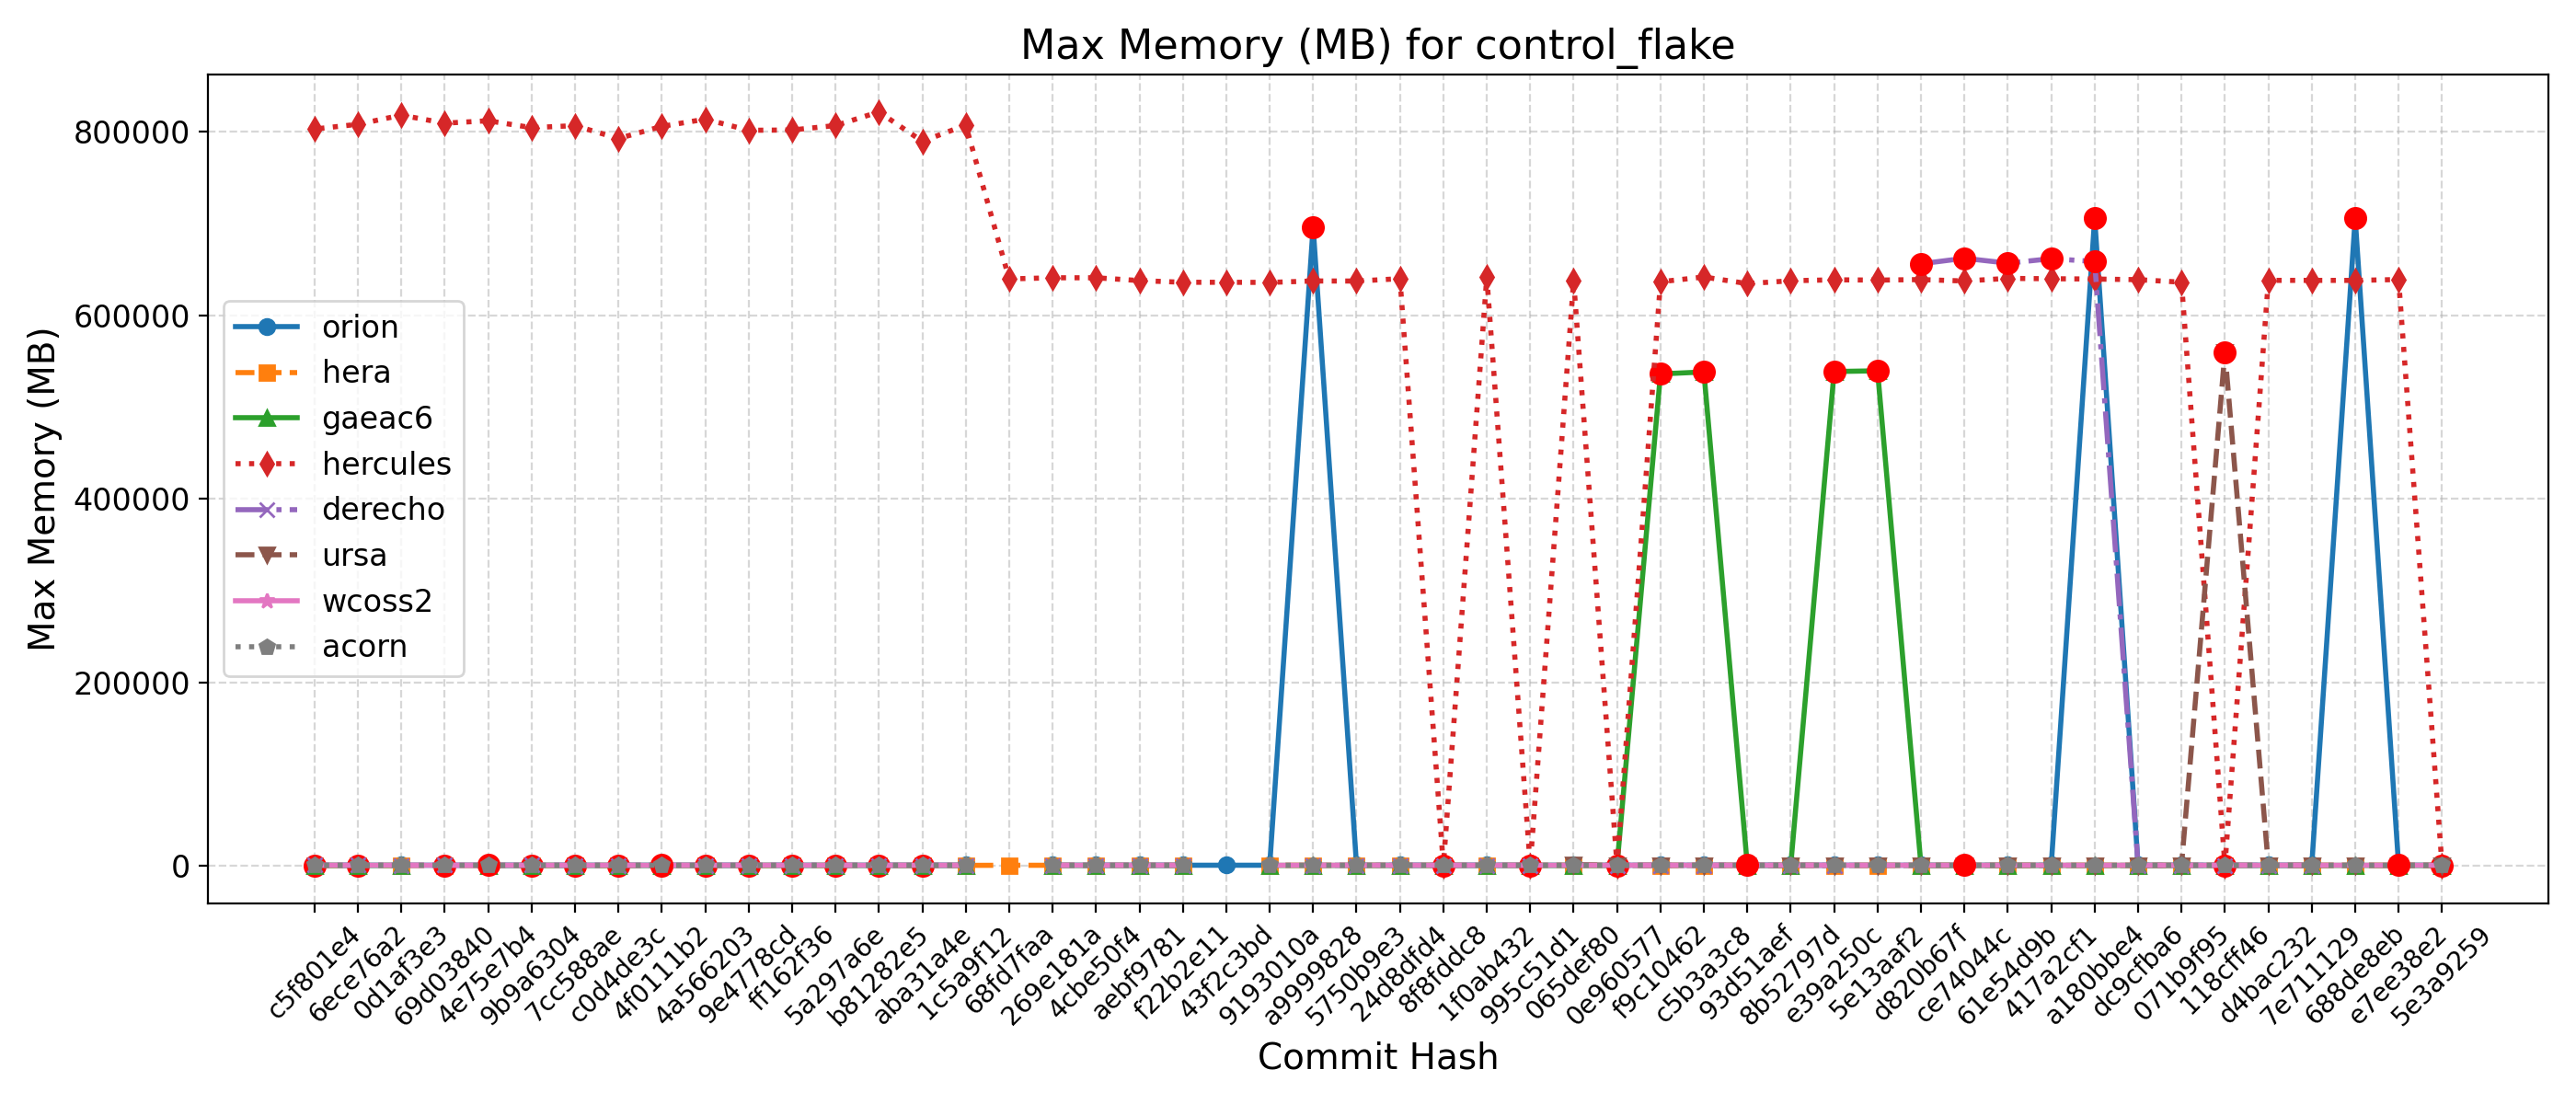 Max Memory (MB) for control_flake
Max Memory (MB)
800000
600000
400000
200000
0
orion
hera
gaeac6
hercules
derecho
ursa
wcoss2
acorn
c5f801e4
6ece76a2
0d1af3e3
69d03840
4e75e7b4
9b9a6304
7cc588ae
c0d4de3c
4f0111b2
4a566203
9e4778cd
ff162f36
5a297a6e
b81282e5
aba31a4e
1c5a9f12
68fd7faa
269e181a
4cbe50f4
aebf9781
f22b2e11
43f2c3bd
9193010a
a9999828
5750b9e3
24d8dfd4
8f8fddc8
1f0ab432
995c51d1
065def80
0e960577
f9c10462
c5b3a3c8
93d51aef
8b52797d
e39a250c
5e13aaf2
d820b67f
ce74044c
61e54d9b
417a2cf1
a180bbe4
dc9cfba6
071b9f95
118cff46
d4bac232
7e711129
688de8eb
e7ee38e2
5e3a9259
Commit Hash